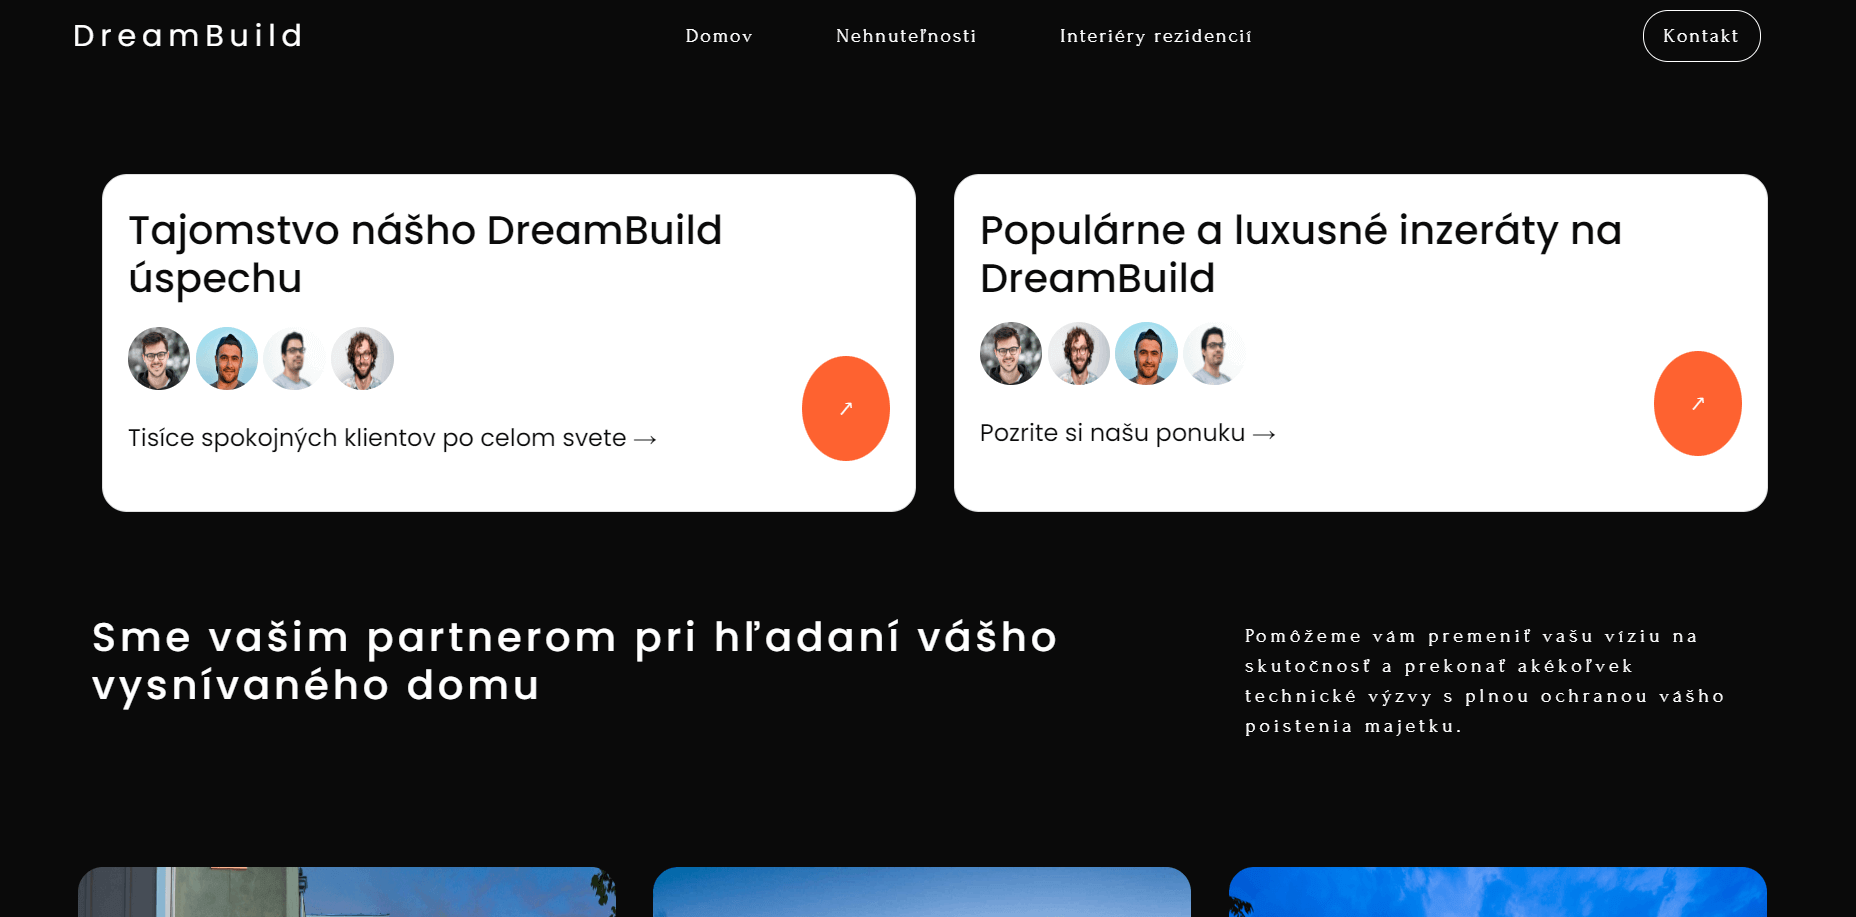 DreamBuild
Domov
Nehnuteľnosti
Interiéry rezidencií
Kontakt
Tajomstvo nášho DreamBuild
úspechu
Tisíce spokojných klientov po celom svete →
↗
Populárne a luxusné inzeráty na
DreamBuild
Pozrite si našu ponuku →
↗
Sme vašim partnerom pri hľadaní vášho
vysnívaného domu
Pomôžeme vám premeniť vašu víziu na
skutočnosť a prekonať akékoľvek
technické výzvy s plnou ochranou vášho
poistenia majetku.